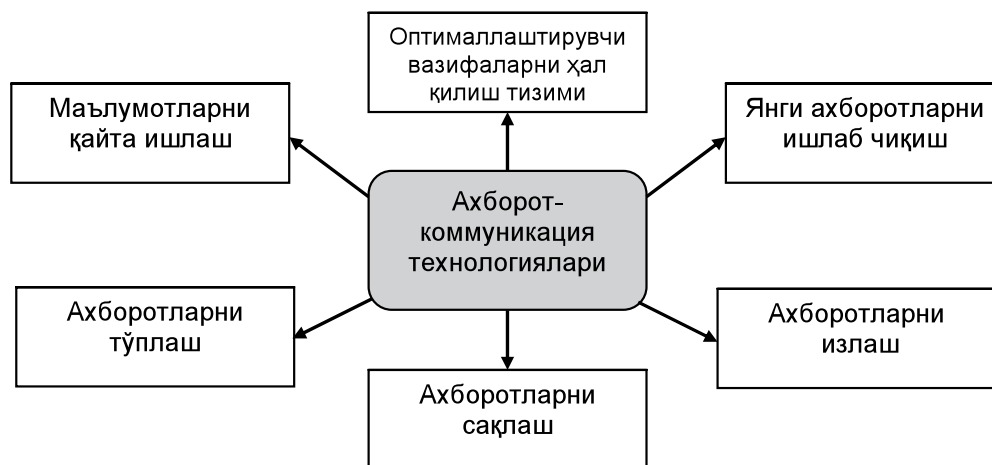 Оптималлаштирувчи
вазифаларни ҳал
қилиш тизими
Маълумотларни
қайта ишлаш
Янги ахборотларни
ишлаб чиқиш
Ахборот-
коммуникация
технологиялари
Ахборотларни
тўплаш
Ахборотларни
излаш
Ахборотларни
сақлаш